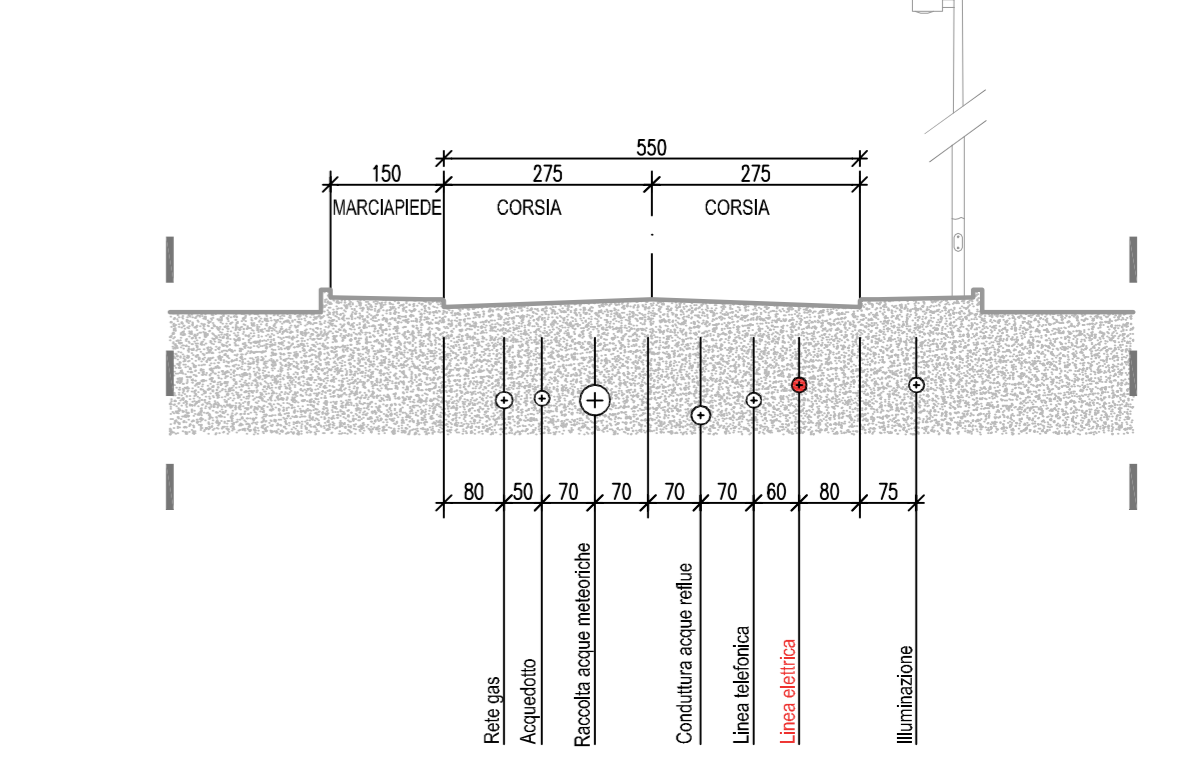 550
150 275 275
MARCIAPIEDE CORSIA CORSIA
80 50 70 70 70 70 60 80 75
Rete gas
Acquedotto
Raccolta acque meteoriche
Conduttura acque reflue
Linea telefonica
Linea elettrica
Illuminazione